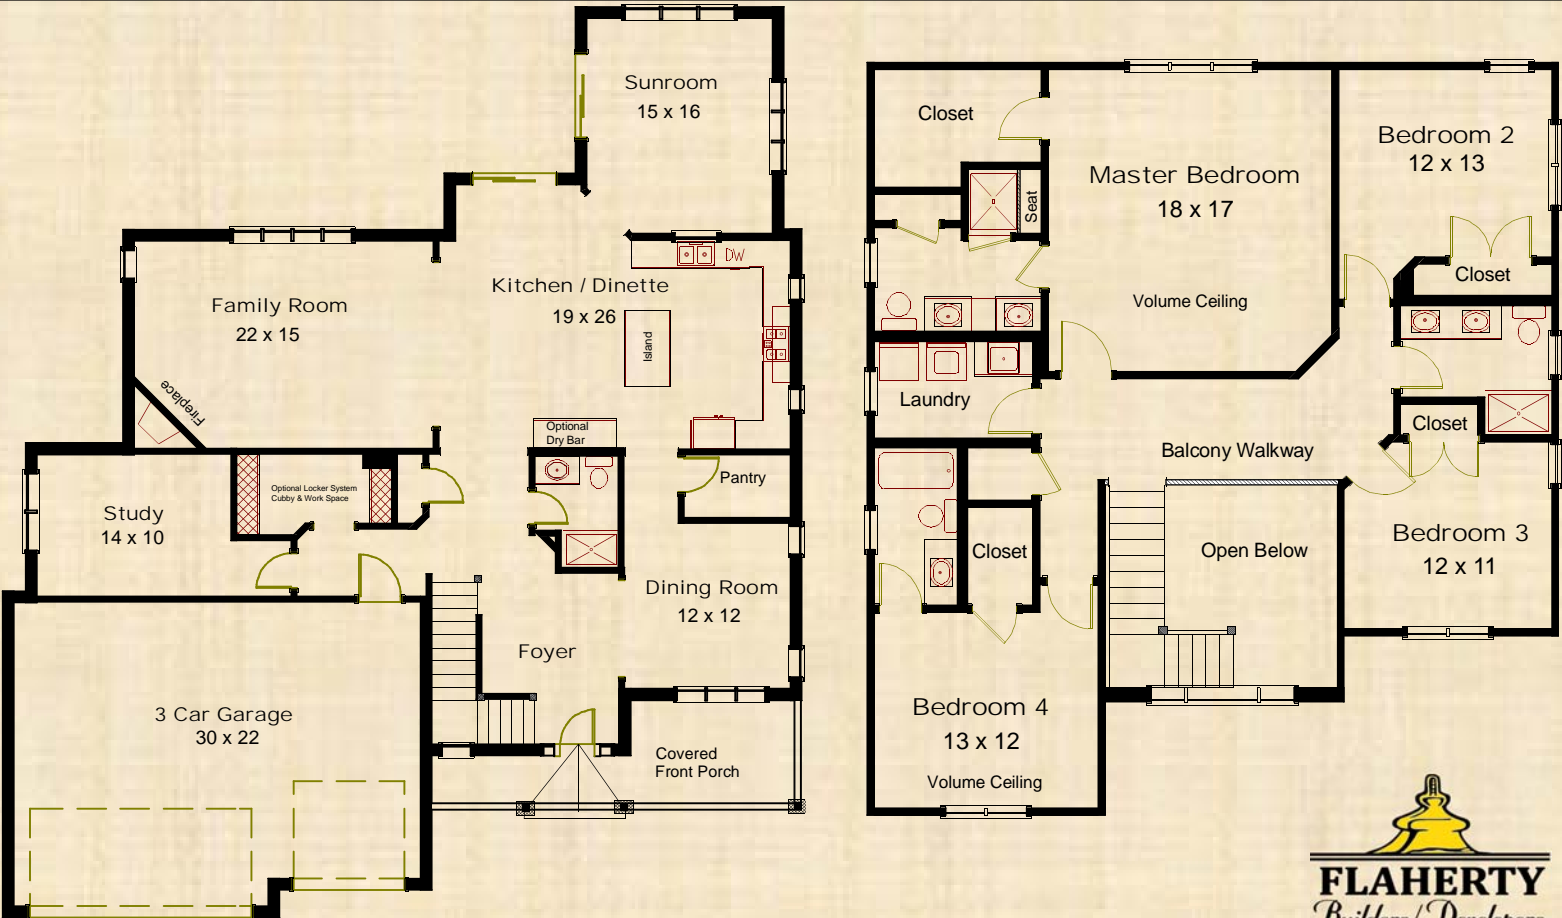 Sunroom
15 x 16
Family Room
22 x 15
Kitchen / Dinette
19 x 26
DW
Island
Fireplace
Optional
Dry Bar
Pantry
Optional Locker System
Cubby & Work Space
Study
14 x 10
Dining Room
12 x 12
Foyer
3 Car Garage
30 x 22
Covered
Front Porch
Closet
Seat
Master Bedroom
18 x 17
Volume Ceiling
Bedroom 2
12 x 13
Closet
Laundry
Closet
Balcony Walkway
Closet
Open Below
Bedroom 3
12 x 11
Bedroom 4
13 x 12
Volume Ceiling
FLAHERTY
Builders / Developers